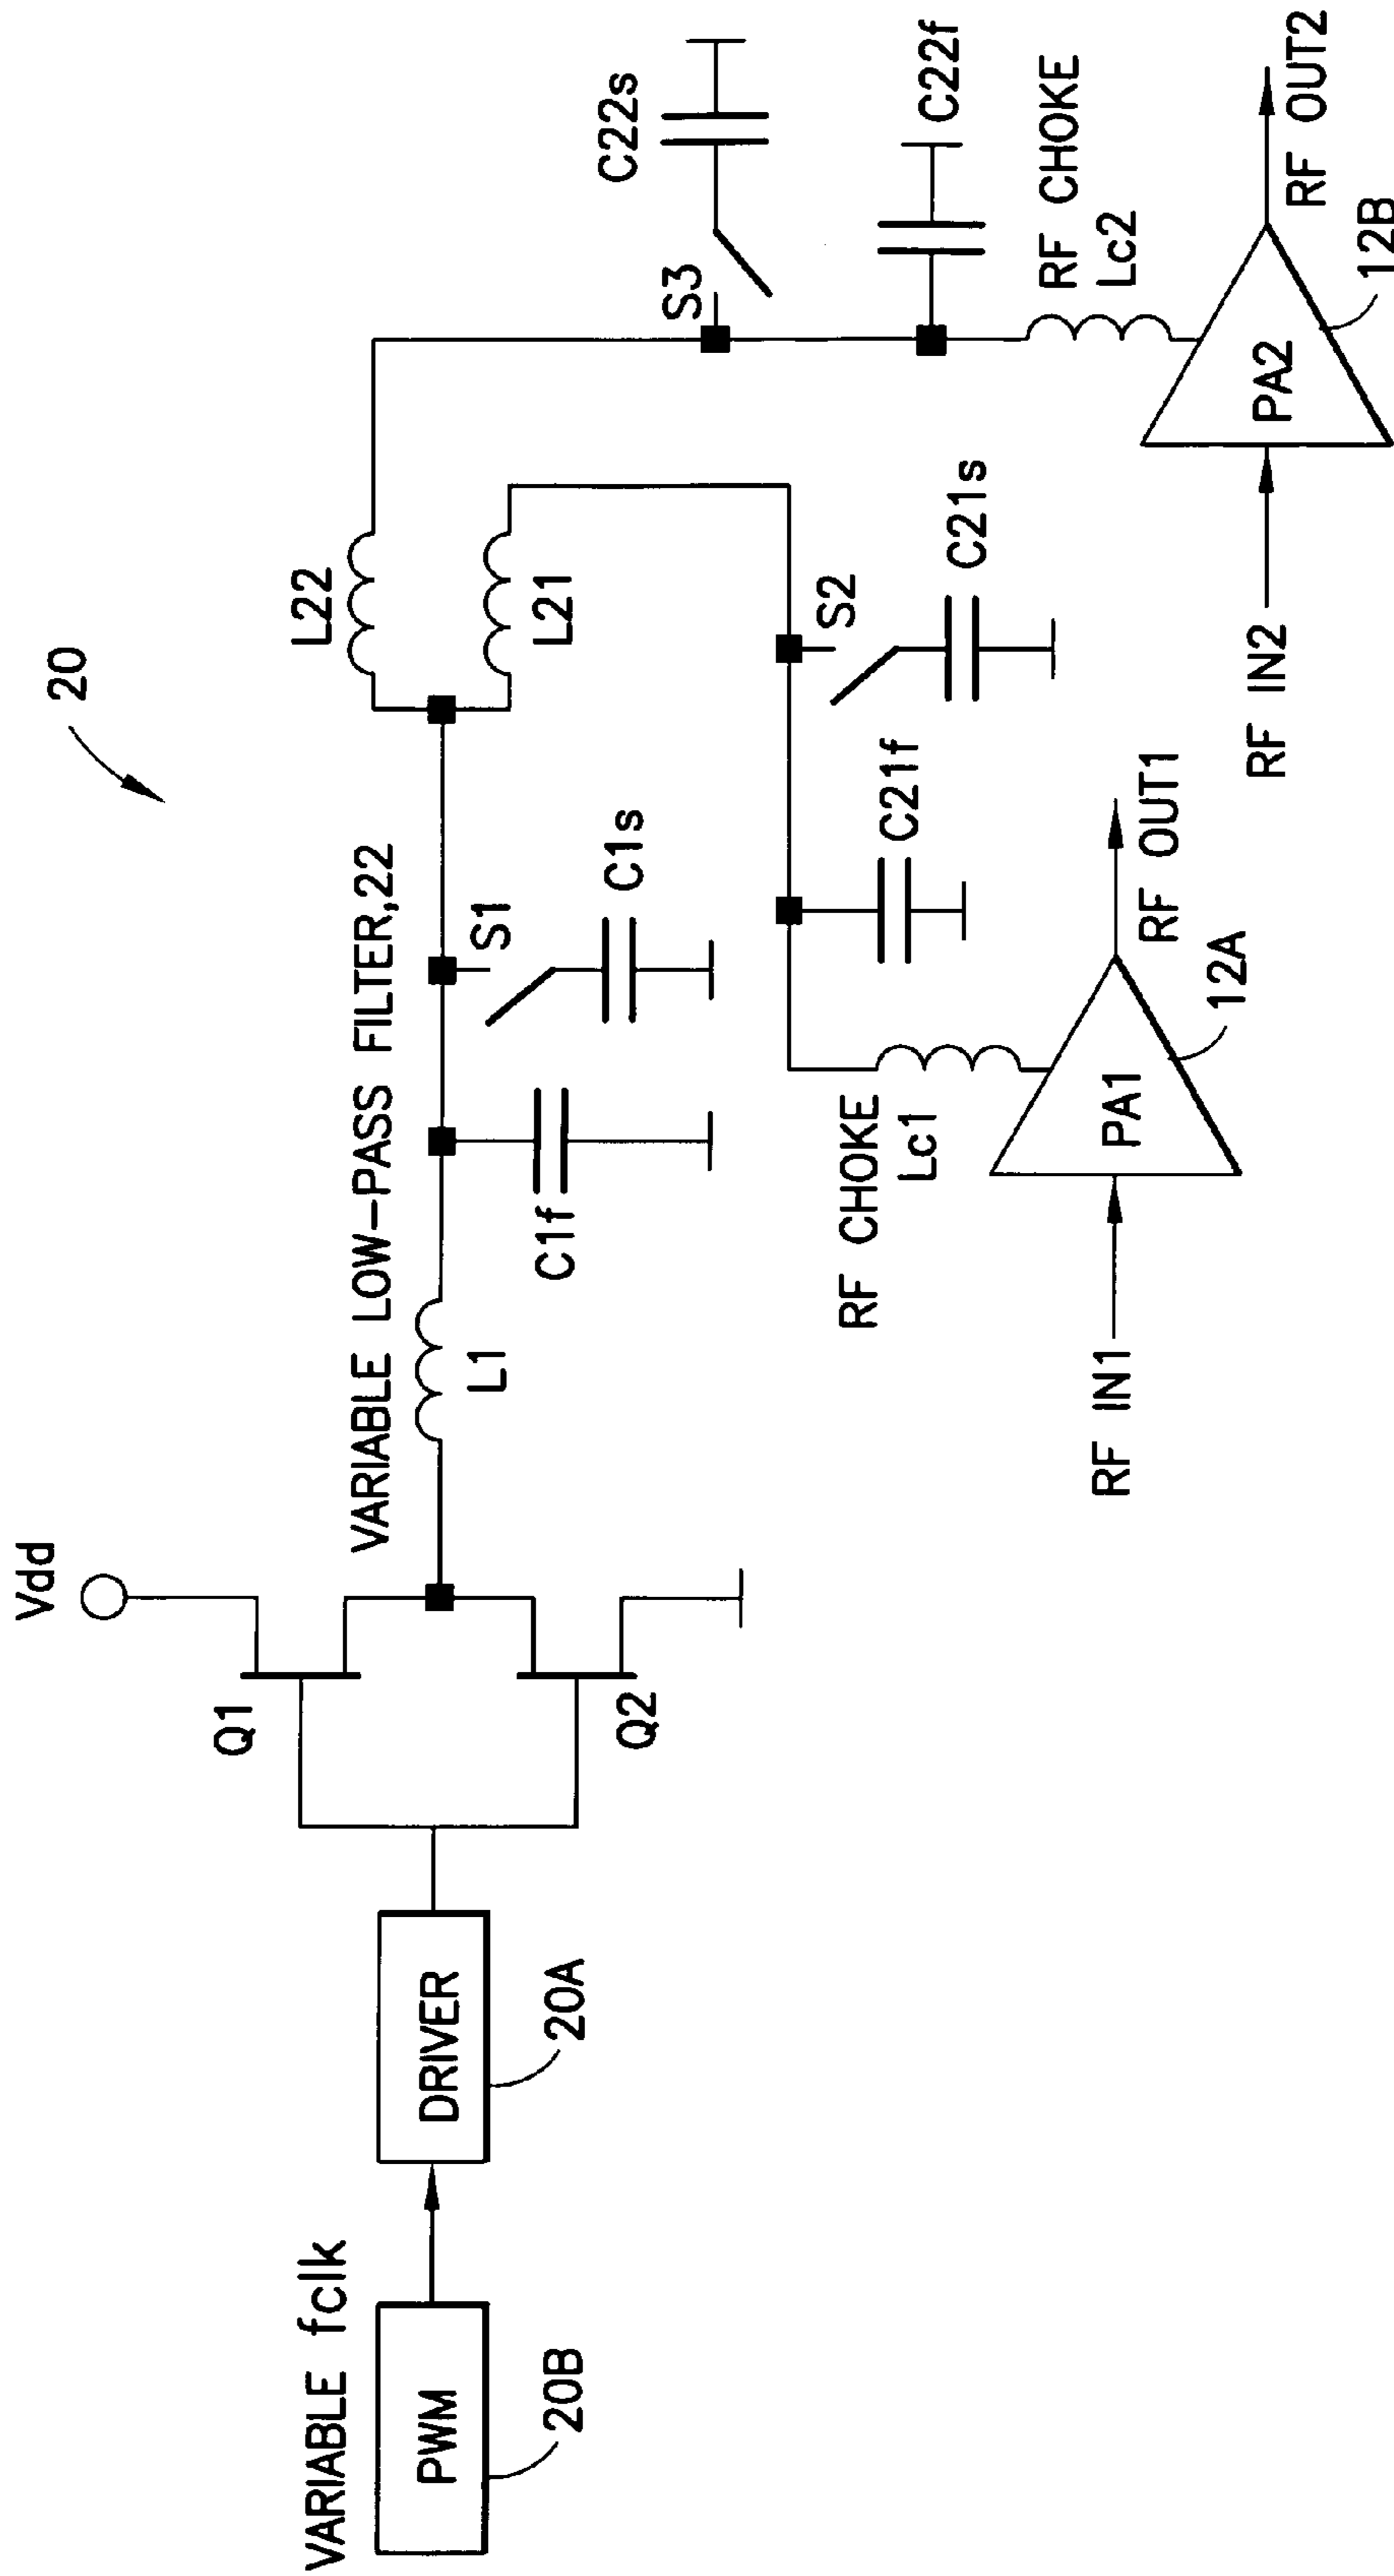 20
Vdd
VARIABLE LOW-PASS FILTER,22
VARIABLE fclk
PWM
20B
DRIVER
20A
Q1
Q2
L1
C1f
S1
C1s
L22
L21
S3
C22s
C22f
RF CHOKE
Lc2
S2
C21s
C21f
RF CHOKE
Lc1
RF IN1
PA1
RF OUT1
12A
RF IN2
PA2
RF OUT2
12B